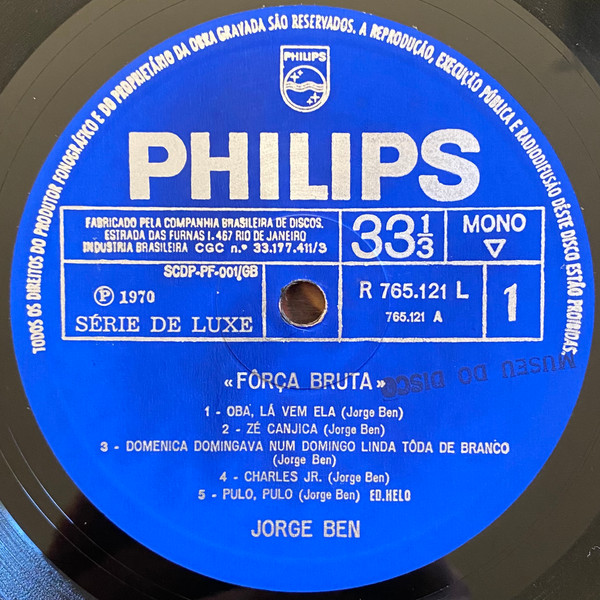 TODOS OS DIREITOS DO PRODUTOR FONOGRÁFICO E DO PROPRIETÁRIO DA OBRA GRAVADA SÃO RESERVADOS. A REPRODUÇÃO, EXECUÇÃO PÚBLICA E RADIODIFUSÃO DÊSTE DISCO ESTÃO PROIBIDAS
PHILIPS
PHILIPS
FABRICADO PELA COMPANHIA BRASILEIRA DE DISCOS.
ESTRADA DAS FURNAS 1.467 RIO DE JANEIRO
INDUSTRIA BRASILEIRA CGC n.º 33.177.411/3
33 1/3
MONO
SCDP-PF-001/GB
Ⓟ 1970
SÉRIE DE LUXE
R 765.121 L
765.121 A
1
«FÔRÇA BRUTA»
MUSEU DO DISCO
1 - OBA, LÁ VEM ELA (Jorge Ben)
2 - ZÉ CANJICA (Jorge Ben)
3 - DOMENICA DOMINGAVA NUM DOMINGO LINDA TÔDA DE BRANCO
(Jorge Ben)
4 - CHARLES JR. (Jorge Ben)
5 - PULO, PULO (Jorge Ben) ED.HELO
JORGE BEN